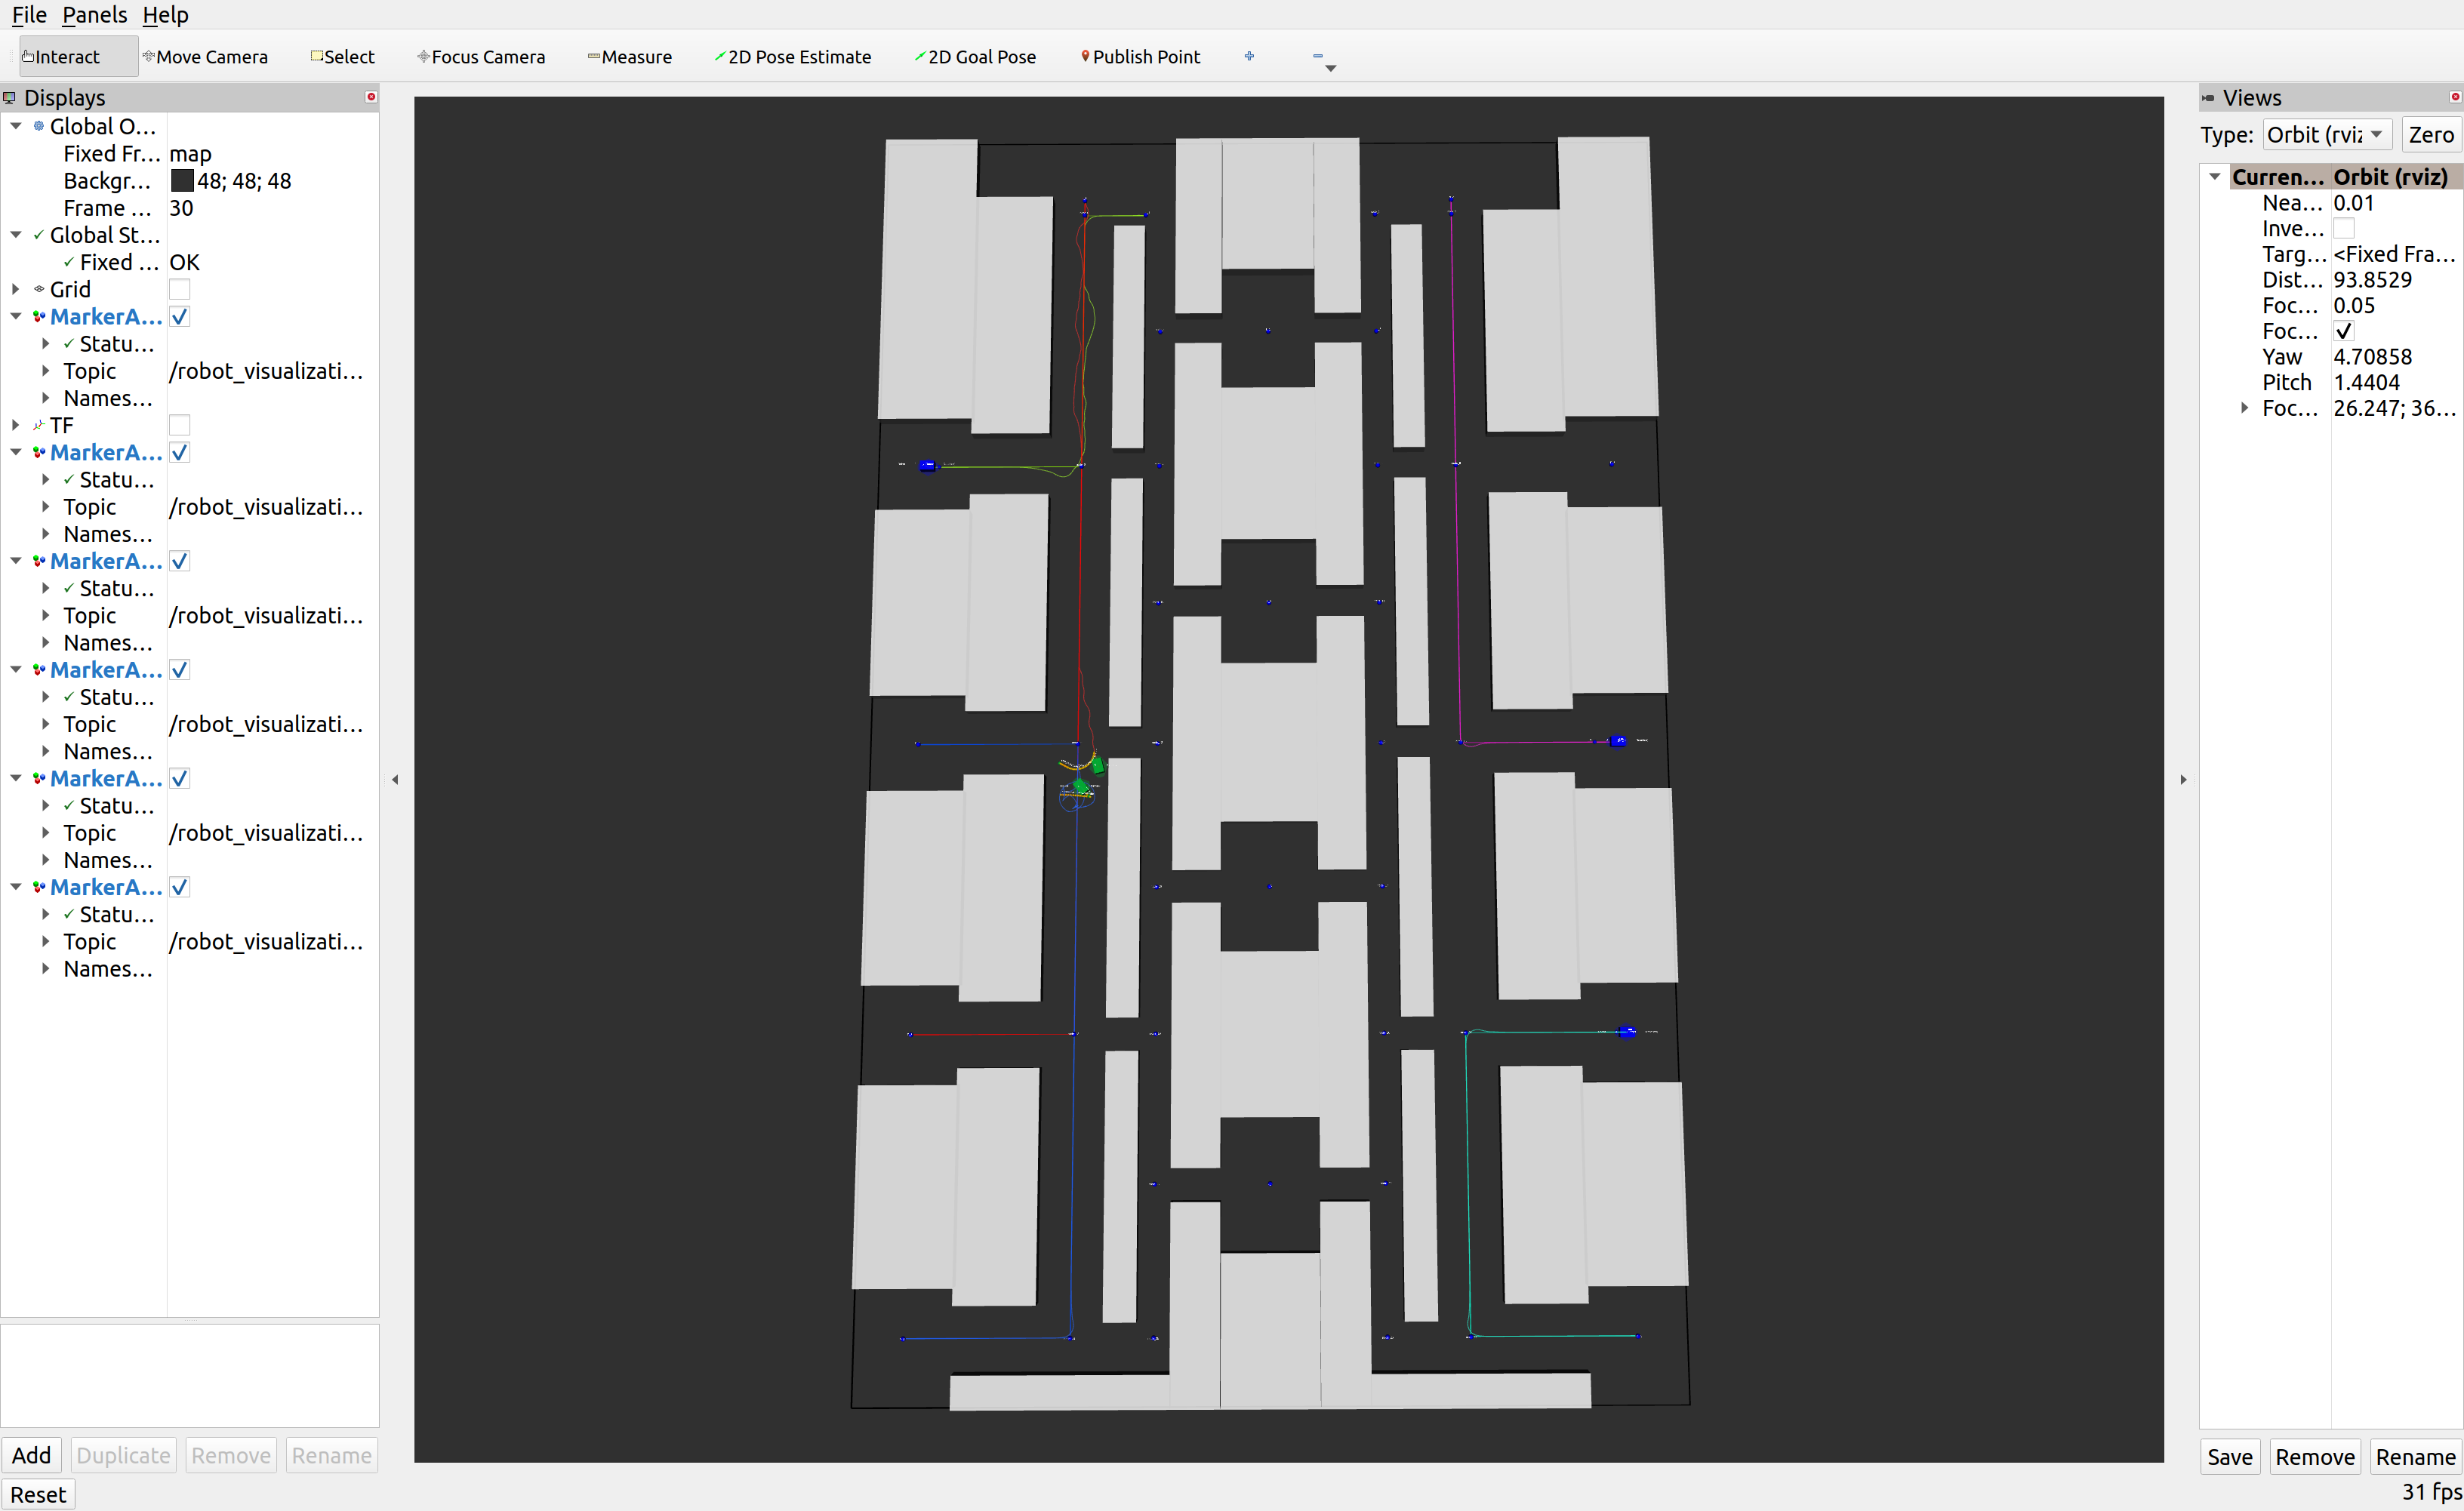 File Panels Help
Interact Move Camera Select Focus Camera Measure 2D Pose Estimate 2D Goal Pose Publish Point
Displays
Global O...
Fixed Fr... map
Backgr... 48; 48; 48
Frame ... 30
Global St...
Fixed ... OK
Grid
MarkerA...
Statu...
Topic /robot_visualizati...
Names...
TF
MarkerA...
Statu...
Topic /robot_visualizati...
Names...
MarkerA...
Statu...
Topic /robot_visualizati...
Names...
MarkerA...
Statu...
Topic /robot_visualizati...
Names...
MarkerA...
Statu...
Topic /robot_visualizati...
Names...
MarkerA...
Statu...
Topic /robot_visualizati...
Names...
Add Duplicate Remove Rename
Reset
Views
Type: Orbit (rviz Zero
Curren... Orbit (rviz)
Nea... 0.01
Inve...
Targ... <Fixed Fra...
Dist... 93.8529
Foc... 0.05
Foc...
Yaw 4.70858
Pitch 1.4404
Foc... 26.247; 36...
Save Remove Rename
31 fps